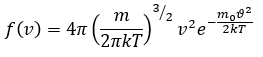 f(v) = 4π (m/2πkT)^{3/2} v² e^{-m₀ϑ²/2kT}